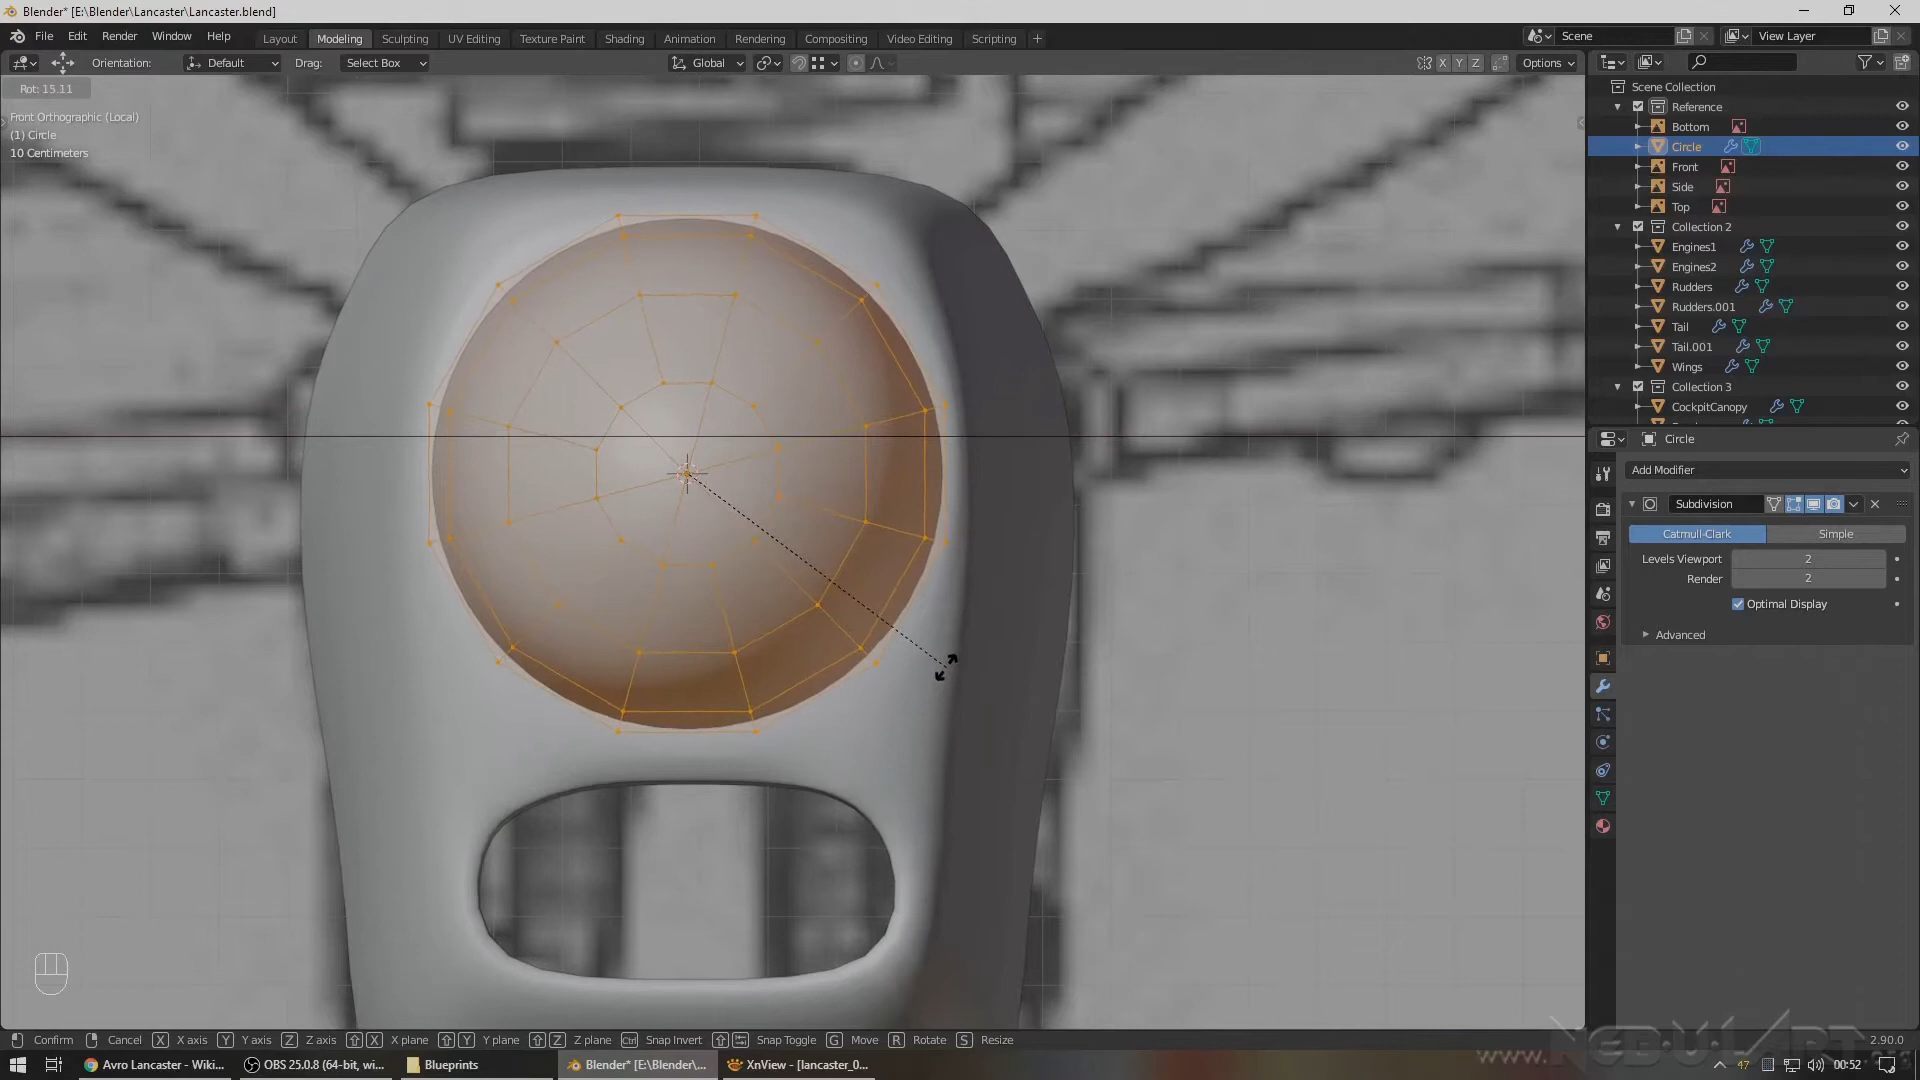 Blender* [E:\Blender\Lancaster\Lancaster.blend]
File Edit Render Window Help Layout Modeling Sculpting UV Editing Texture Paint Shading Animation Rendering Compositing Video Editing Scripting + Scene View Layer
Orientation: Default Drag: Select Box Global X Y Z Options
Rot: 15.11
Front Orthographic (Local)
(1) Circle
10 Centimeters
Scene Collection
Reference
Bottom
Circle
Front
Side
Top
Collection 2
Engines1
Engines2
Rudders
Rudders.001
Tail
Tail.001
Wings
Collection 3
CockpitCanopy
Circle
Add Modifier
Subdivision
Catmull-Clark Simple
Levels Viewport 2
Render 2
Optimal Display
Advanced
Confirm Cancel X X axis Y Y axis Z Z axis X X plane Y Y plane Z Z plane Ctrl Snap Invert Snap Toggle G Move R Rotate S Resize 2.90.0
Avro Lancaster - Wiki... OBS 25.0.8 (64-bit, wi... Blueprints Blender* [E:\Blender/... XnView - [lancaster_0... 47 00:52